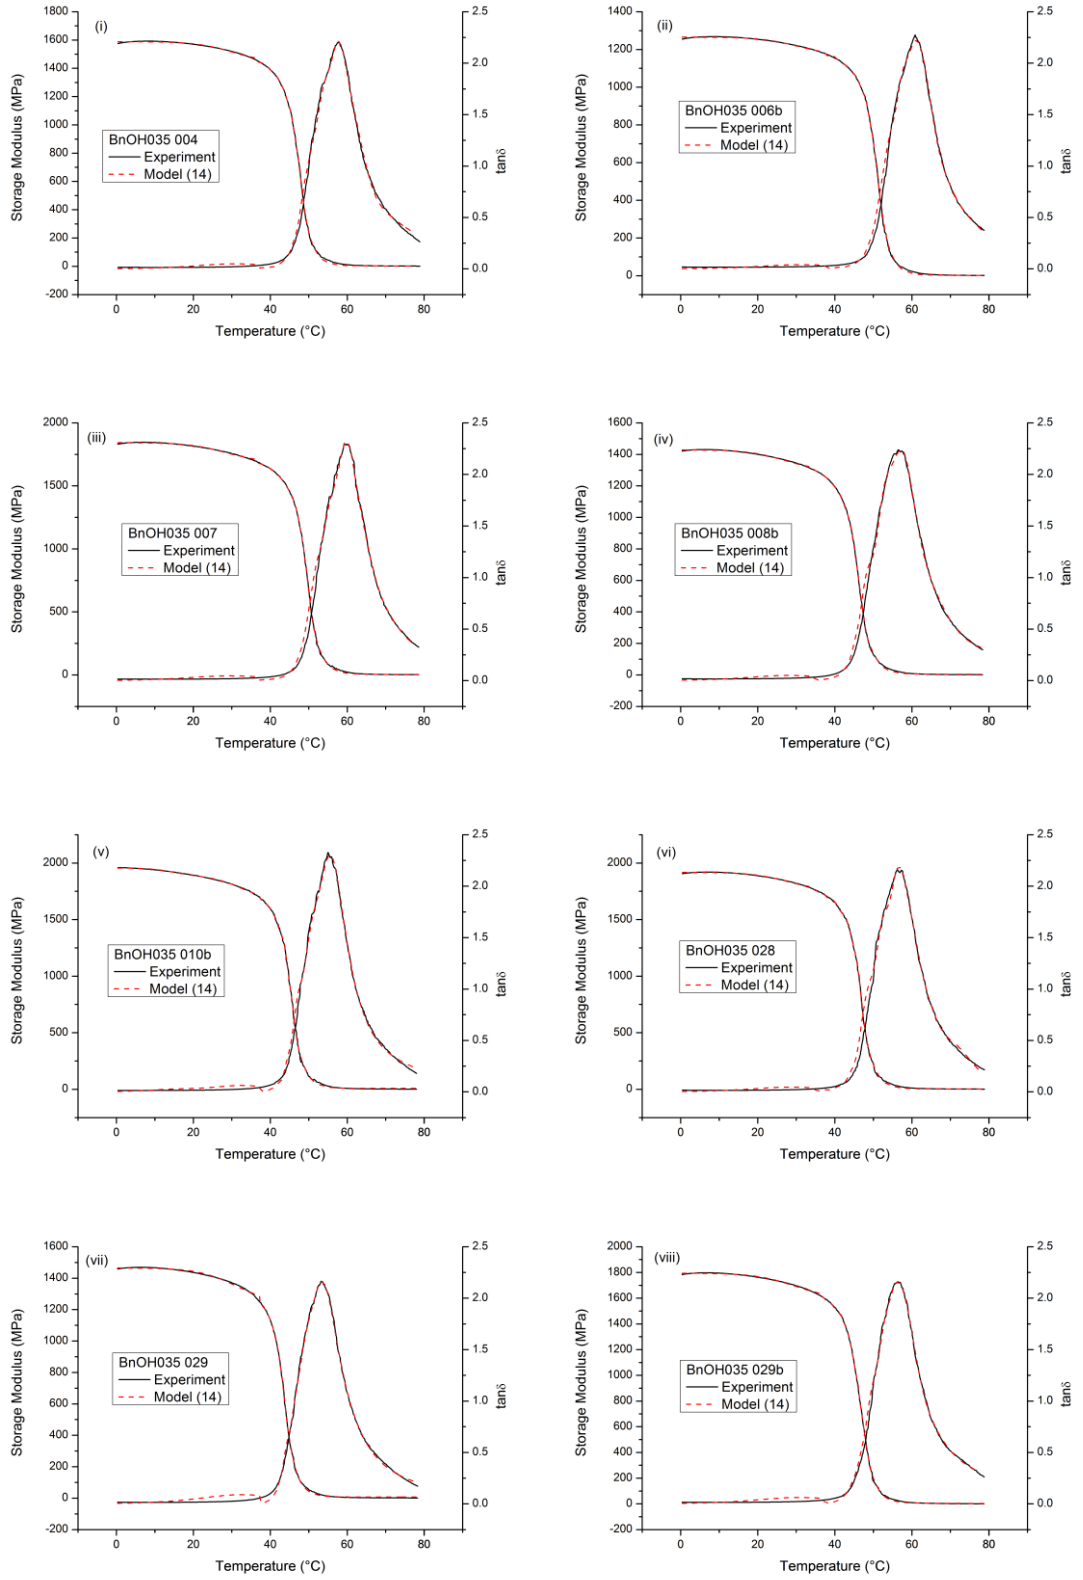 (i)
1800
1600
1400
1200
1000
800
600
400
200
0
-200
2.5
2.0
1.5
1.0
0.5
0.0
0
20
40
60
80
Storage Modulus (MPa)
tanδ
Temperature (°C)
BnOH035 004
Experiment
Model (14)
(ii)
1400
1200
1000
800
600
400
200
0
2.5
2.0
1.5
1.0
0.5
0.0
0
20
40
60
80
Storage Modulus (MPa)
tanδ
Temperature (°C)
BnOH035 006b
Experiment
Model (14)
(iii)
2000
1500
1000
500
0
2.5
2.0
1.5
1.0
0.5
0.0
0
20
40
60
80
Storage Modulus (MPa)
tanδ
Temperature (°C)
BnOH035 007
Experiment
Model (14)
(iv)
1600
1400
1200
1000
800
600
400
200
0
-200
2.5
2.0
1.5
1.0
0.5
0.0
0
20
40
60
80
Storage Modulus (MPa)
tanδ
Temperature (°C)
BnOH035 008b
Experiment
Model (14)
(v)
2000
1500
1000
500
0
2.5
2.0
1.5
1.0
0.5
0.0
0
20
40
60
80
Storage Modulus (MPa)
tanδ
Temperature (°C)
BnOH035 010b
Experiment
Model (14)
(vi)
2000
1500
1000
500
0
2.5
2.0
1.5
1.0
0.5
0.0
0
20
40
60
80
Storage Modulus (MPa)
tanδ
Temperature (°C)
BnOH035 028
Experiment
Model (14)
(vii)
1600
1400
1200
1000
800
600
400
200
0
-200
2.5
2.0
1.5
1.0
0.5
0.0
0
20
40
60
80
Storage Modulus (MPa)
tanδ
Temperature (°C)
BnOH035 029
Experiment
Model (14)
(viii)
2000
1800
1600
1400
1200
1000
800
600
400
200
0
-200
2.5
2.0
1.5
1.0
0.5
0.0
0
20
40
60
80
Storage Modulus (MPa)
tanδ
Temperature (°C)
BnOH035 029b
Experiment
Model (14)